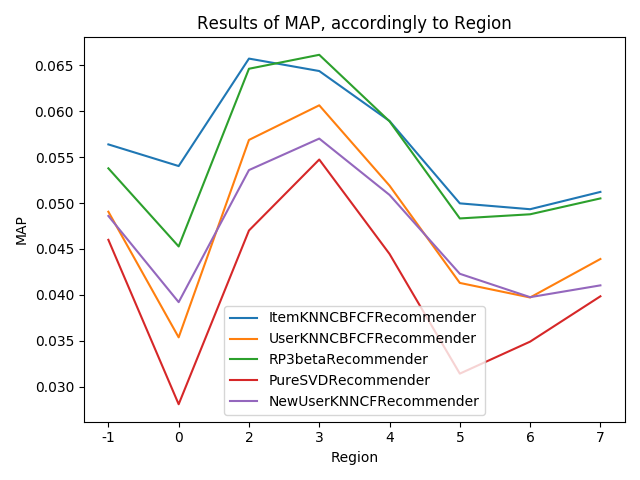 Results of MAP, accordingly to Region
MAP
0.065
0.060
0.055
0.050
0.045
0.040
0.035
0.030
ItemKNNCBFCFRecommender
UserKNNCBFCFRecommender
RP3betaRecommender
PureSVDRecommender
NewUserKNNCFRecommender
-1 0 2 3 4 5 6 7
Region